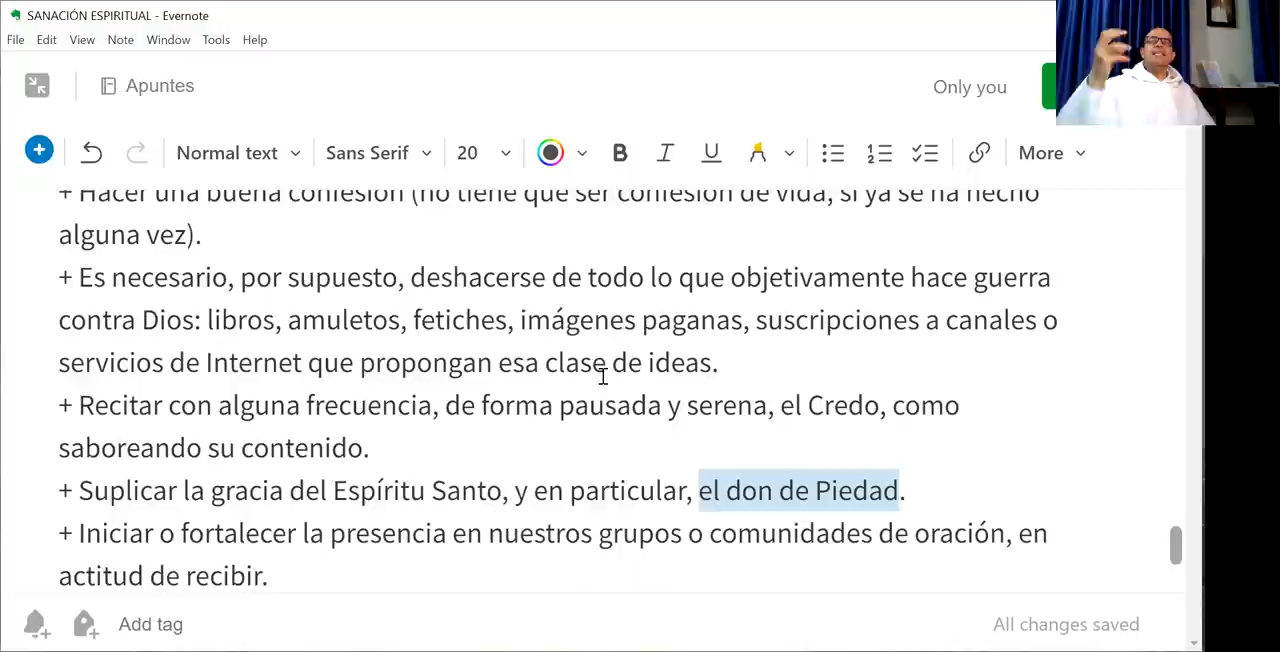 SANACIÓN ESPIRITUAL - Evernote
File Edit View Note Window Tools Help
Apuntes
Only you
Normal text
Sans Serif
20
B I U
More
+ Hacer una buena confesión (no tiene que ser confesión de vida, si ya se ha hecho
alguna vez).
+ Es necesario, por supuesto, deshacerse de todo lo que objetivamente hace guerra
contra Dios: libros, amuletos, fetiches, imágenes paganas, suscripciones a canales o
servicios de Internet que propongan esa clase de ideas.
+ Recitar con alguna frecuencia, de forma pausada y serena, el Credo, como
saboreando su contenido.
+ Suplicar la gracia del Espíritu Santo, y en particular, el don de Piedad.
+ Iniciar o fortalecer la presencia en nuestros grupos o comunidades de oración, en
actitud de recibir.
Add tag
All changes saved